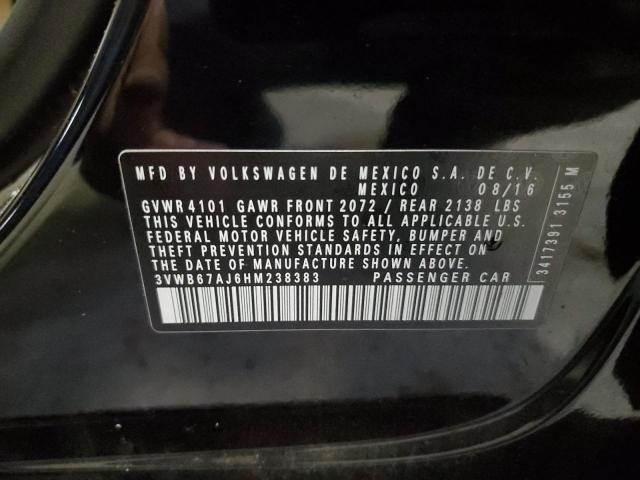 MFD BY VOLKSWAGEN DE MEXICO S.A. DE C.V.
MEXICO 08/16
GVWR 4101 GAWR FRONT 2072 / REAR 2138 LBS
THIS VEHICLE CONFORMS TO ALL APPLICABLE U.S.
FEDERAL MOTOR VEHICLE SAFETY, BUMPER AND
THEFT PREVENTION STANDARDS IN EFFECT ON
THE DATE OF MANUFACTURE SHOWN ABOVE.
3VWB67AJ6HM238383 PASSENGER CAR
3417391 3155 M